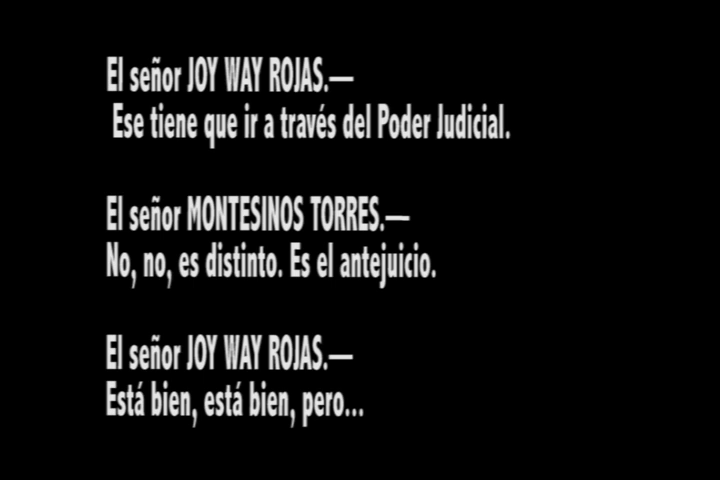 El señor JOY WAY ROJAS.—
Ese tiene que ir a través del Poder Judicial.
El señor MONTESINOS TORRES.—
No, no, es distinto. Es el antejuicio.
El señor JOY WAY ROJAS.—
Está bien, está bien, pero...